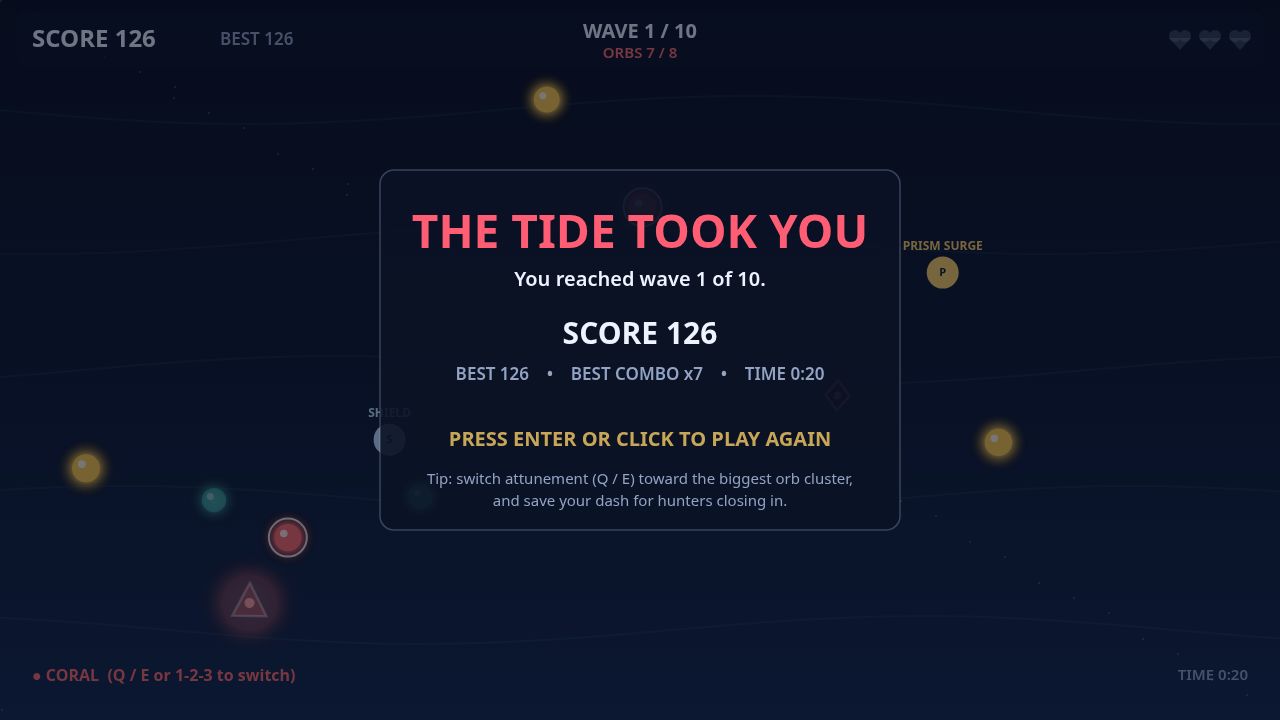 SCORE 126
BEST 126
WAVE 1 / 10
ORBS 7 / 8
THE TIDE TOOK YOU
You reached wave 1 of 10.
PRISM SURGE
P
SCORE 126
BEST 126 • BEST COMBO x7 • TIME 0:20
SHIELD
S
PRESS ENTER OR CLICK TO PLAY AGAIN
Tip: switch attunement (Q / E) toward the biggest orb cluster,
and save your dash for hunters closing in.
● CORAL (Q / E or 1-2-3 to switch)
TIME 0:20